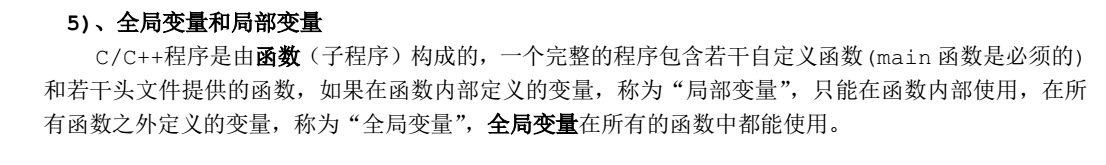 5)、全局变量和局部变量
C/C++程序是由函数（子程序）构成的，一个完整的程序包含若干自定义函数(main 函数是必须的)
和若干头文件提供的函数，如果在函数内部定义的变量，称为“局部变量”，只能在函数内部使用，在所
有函数之外定义的变量，称为“全局变量”，全局变量在所有的函数中都能使用。